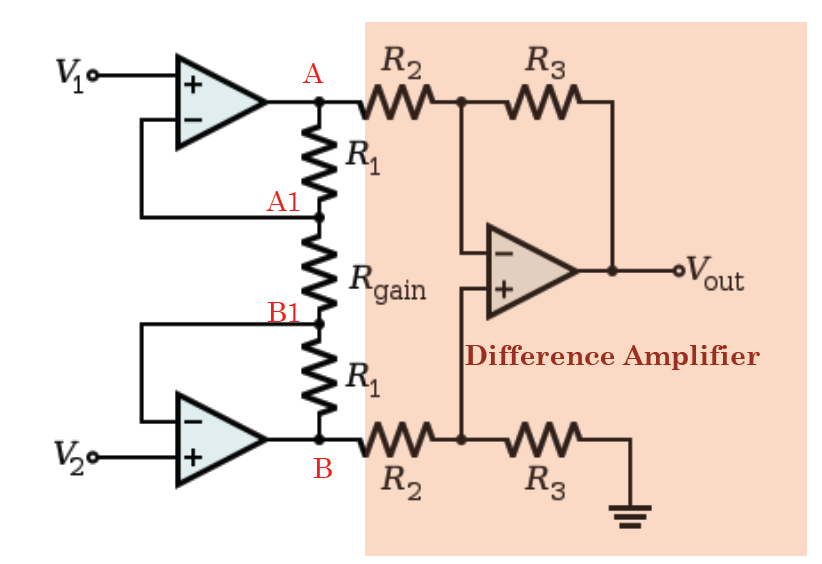 A
R2
R3
V1
+
−
R1
A1
−
Rgain
Vout
+
B1
Difference Amplifier
R1
−
V2
+
B
R2
R3